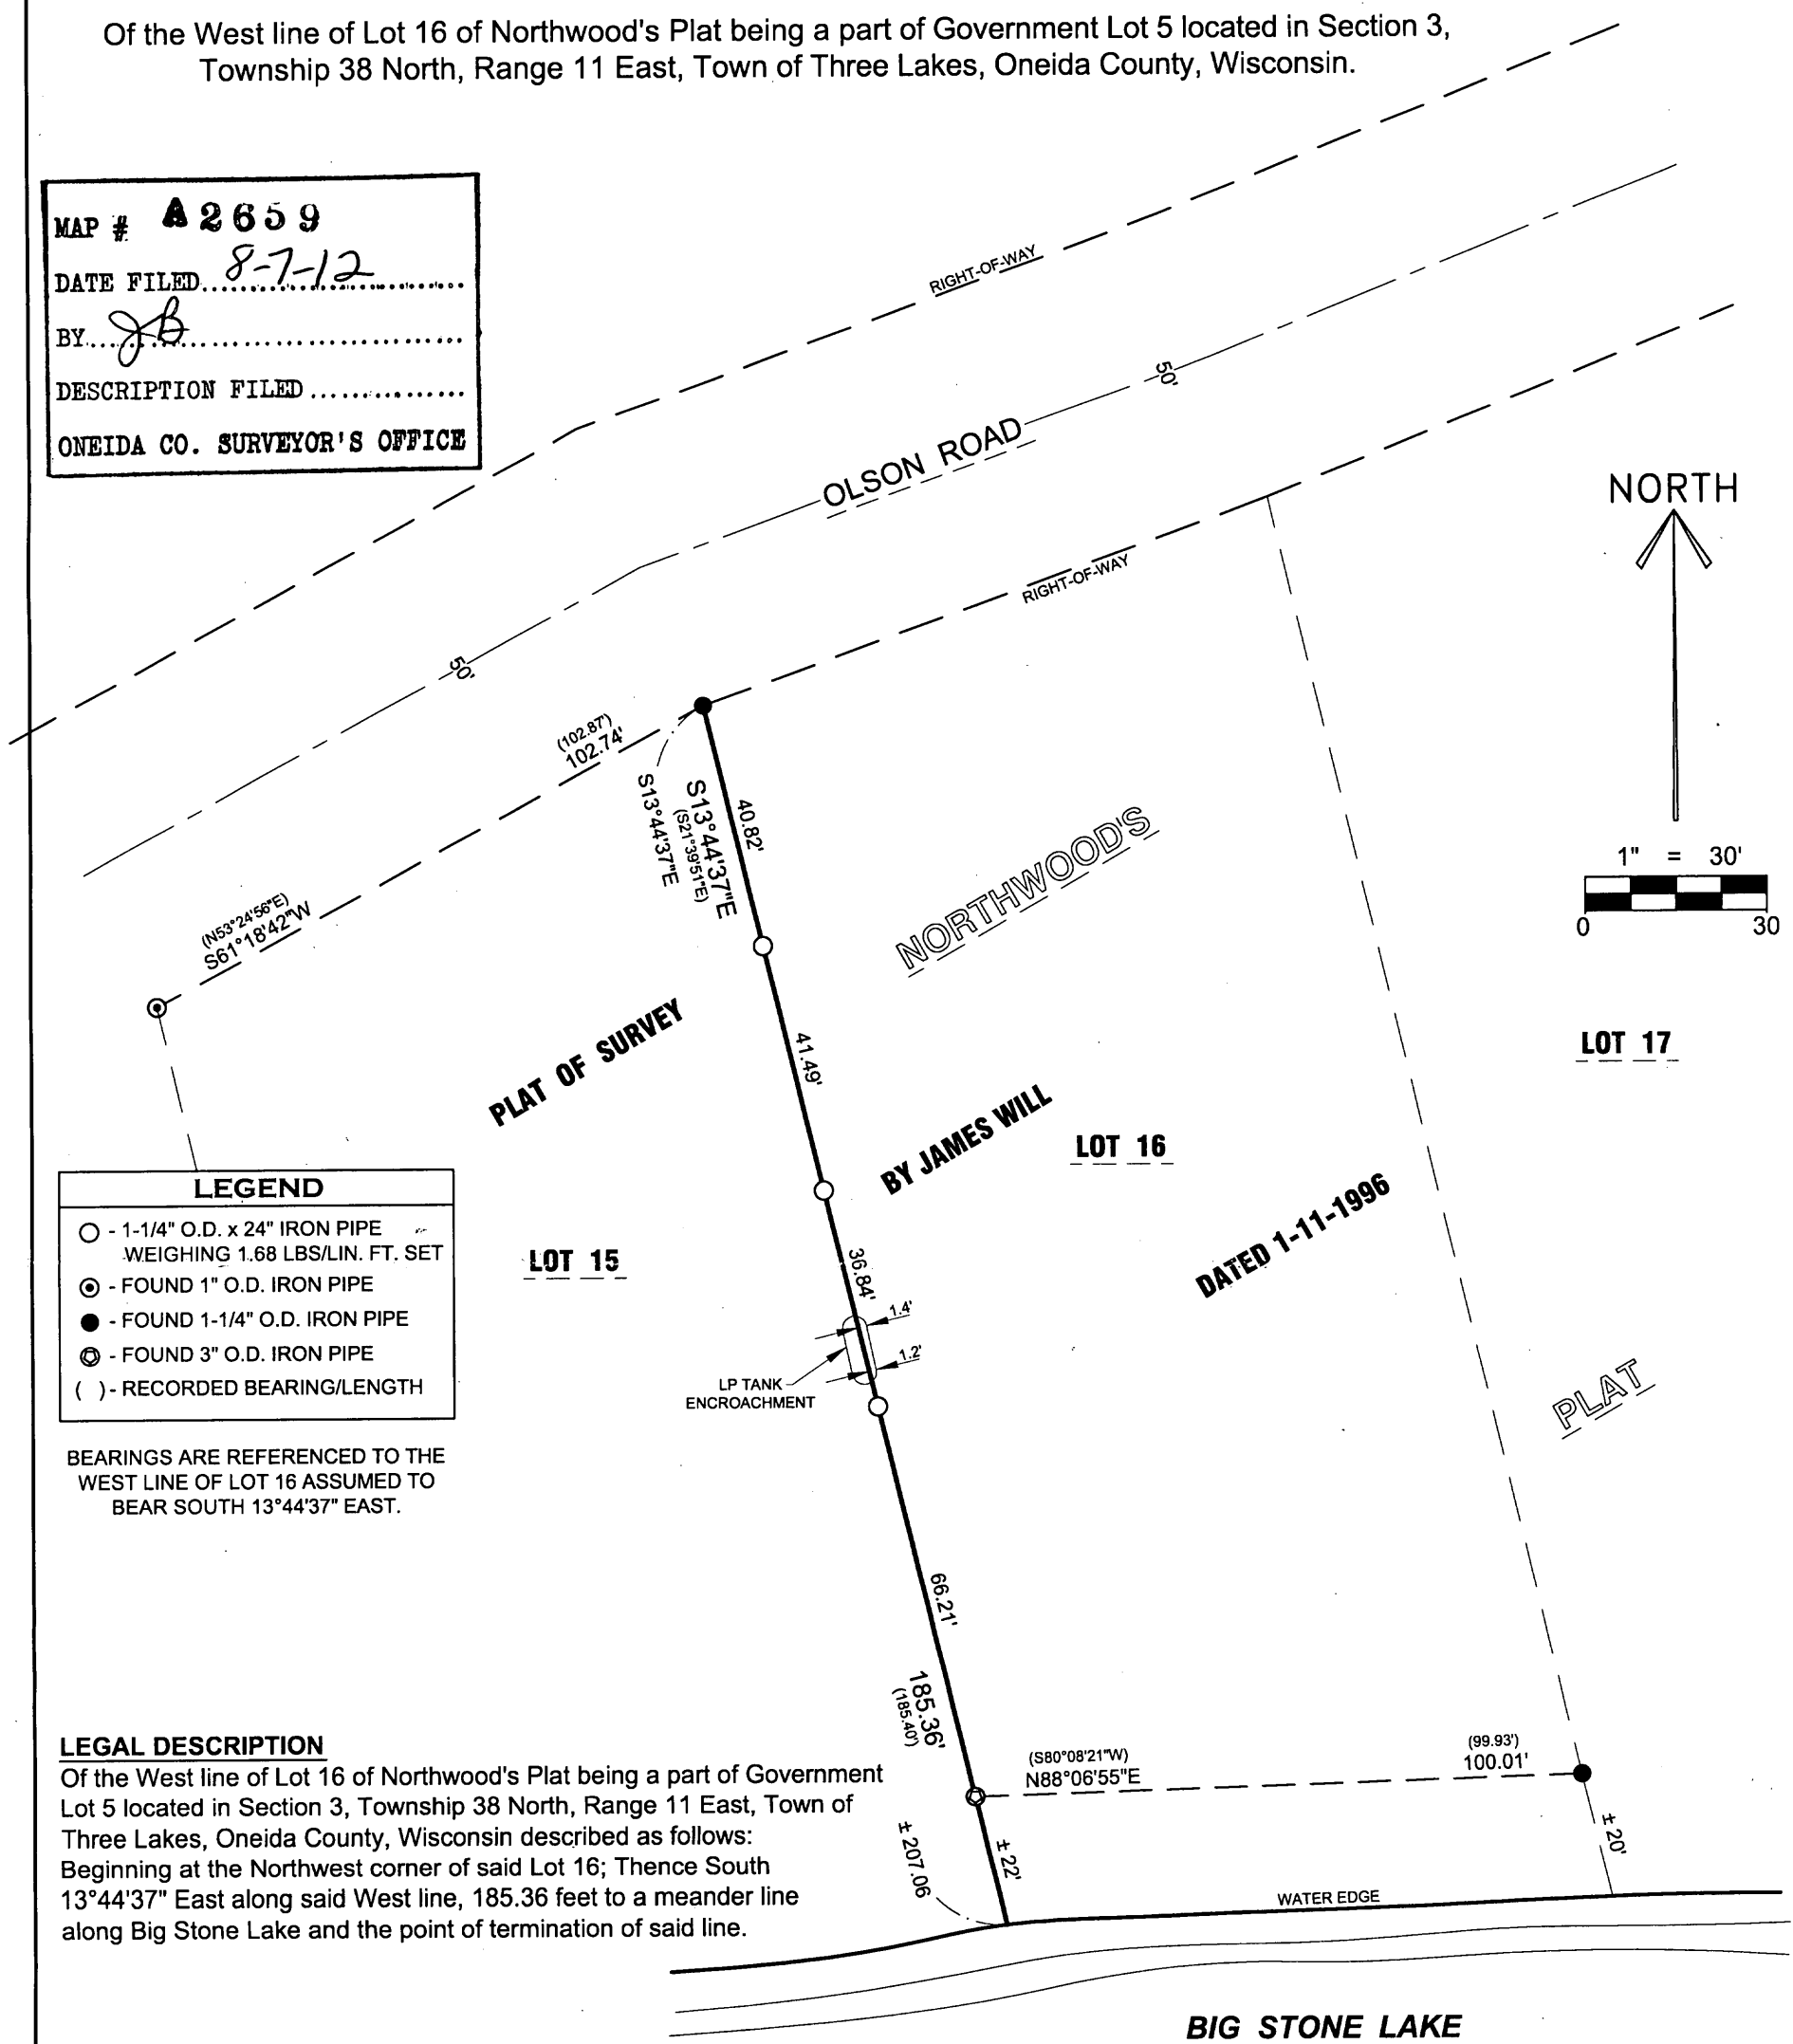 Of the West line of Lot 16 of Northwood's Plat being a part of Government Lot 5 located in Section 3,
Township 38 North, Range 11 East, Town of Three Lakes, Oneida County, Wisconsin.
MAP # A2659
DATE FILED 8-7-12
BY JB
DESCRIPTION FILED
ONEIDA CO. SURVEYOR'S OFFICE
RIGHT-OF-WAY
50'
OLSON ROAD
NORTH
RIGHT-OF-WAY
50'
(102.87')
102.74'
S13°44'37"E
S13°44'37"E
(S21°39'51"E)
40.82'
NORTHWOOD'S
1" = 30'
0 30
(N53°24'56"E)
S61°18'42"W
PLAT OF SURVEY
41.49'
LOT 17
BY JAMES WILL
LOT 16
DATED 1-11-1996
LEGEND
- 1-1/4" O.D. x 24" IRON PIPE
WEIGHING 1.68 LBS/LIN. FT. SET
- FOUND 1" O.D. IRON PIPE
- FOUND 1-1/4" O.D. IRON PIPE
- FOUND 3" O.D. IRON PIPE
( ) - RECORDED BEARING/LENGTH
LOT 15
36.84'
1.4'
1.2'
LP TANK
ENCROACHMENT
PLAT
BEARINGS ARE REFERENCED TO THE
WEST LINE OF LOT 16 ASSUMED TO
BEAR SOUTH 13°44'37" EAST.
66.21'
185.36'
(185.40')
(S80°08'21"W)
N88°06'55"E
(99.93')
100.01'
LEGAL DESCRIPTION
Of the West line of Lot 16 of Northwood's Plat being a part of Government
Lot 5 located in Section 3, Township 38 North, Range 11 East, Town of
Three Lakes, Oneida County, Wisconsin described as follows:
Beginning at the Northwest corner of said Lot 16; Thence South
13°44'37" East along said West line, 185.36 feet to a meander line
along Big Stone Lake and the point of termination of said line.
± 207.06
± 22'
± 20'
WATER EDGE
BIG STONE LAKE